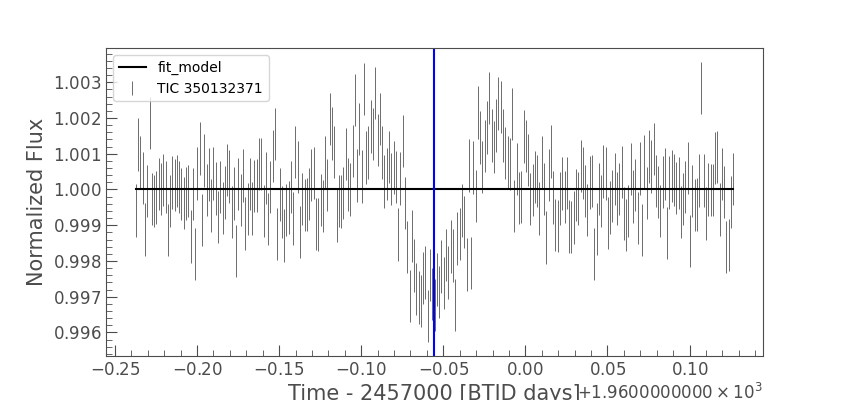 fit_model
TIC 350132371
1.003
1.002
1.001
1.000
0.999
0.998
0.997
0.996
Normalized Flux
−0.25 −0.20 −0.15 −0.10 −0.05 0.00 0.05 0.10
Time - 2457000 [BTJD days]
+1.9600000000 × 10³